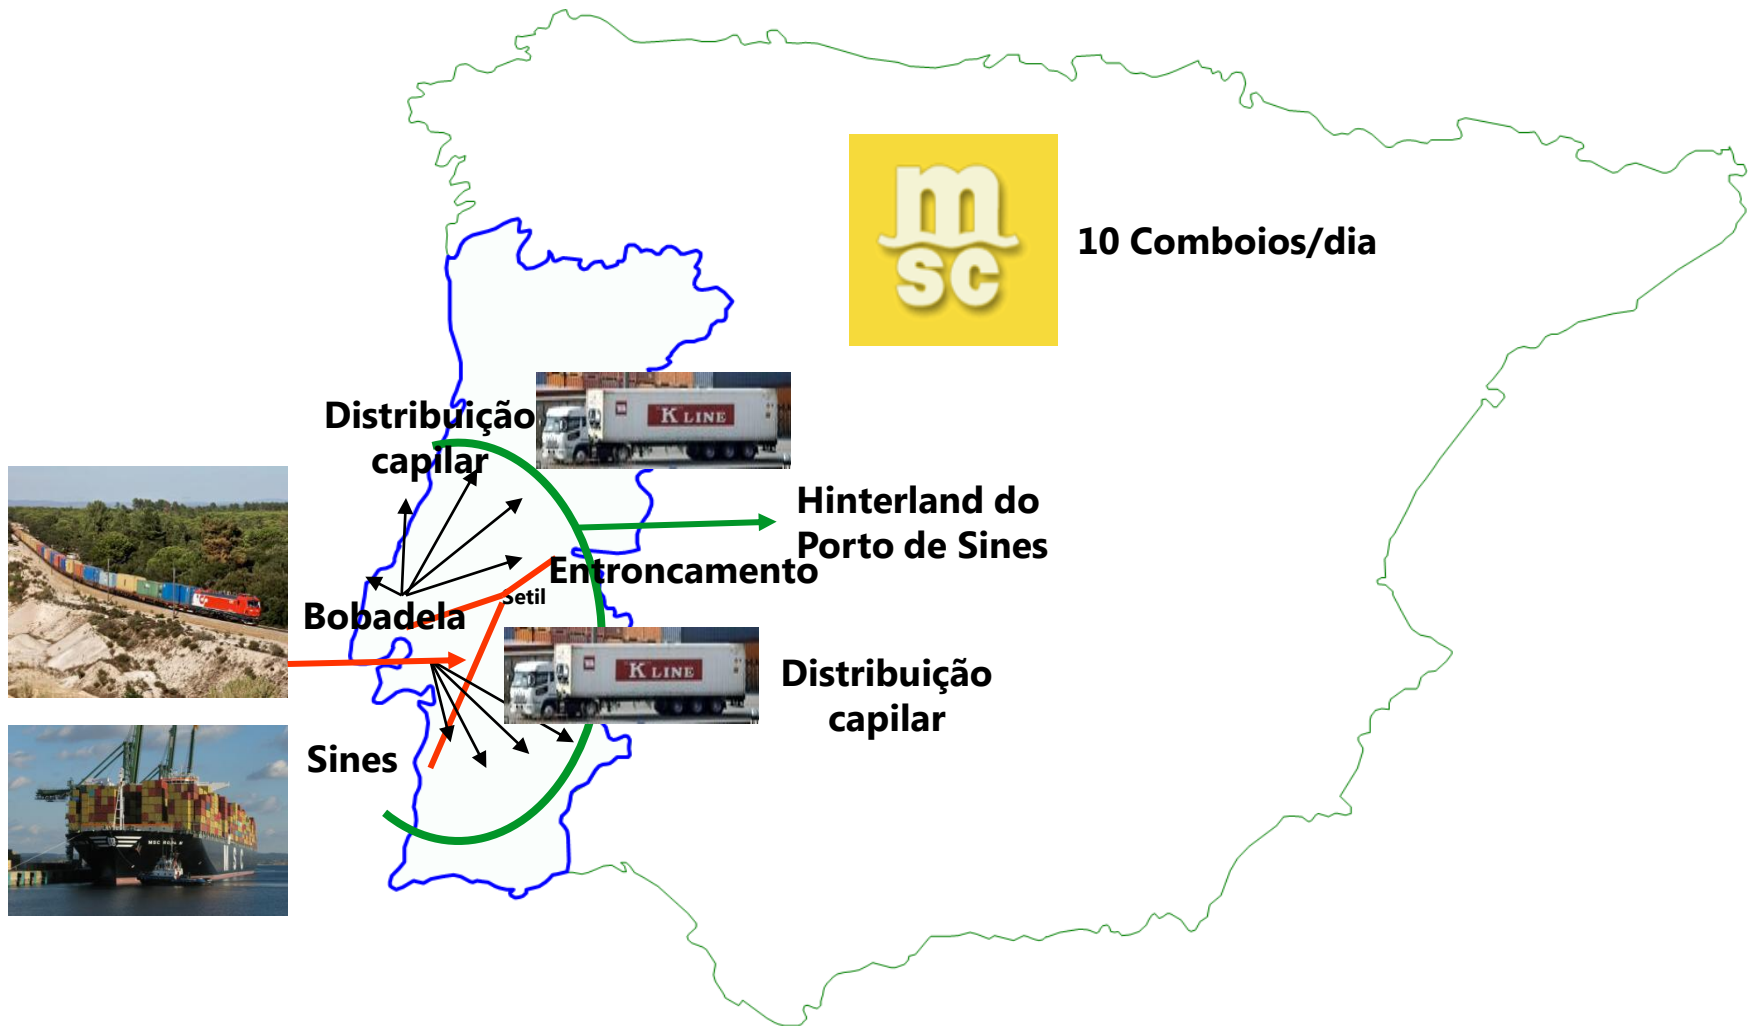 m
sc
10 Comboios/dia
Distribuição
capilar
K LINE
Hinterland do
Porto de Sines
Entroncamento
Setil
Bobadela
K LINE
Distribuição
capilar
Sines
MSC